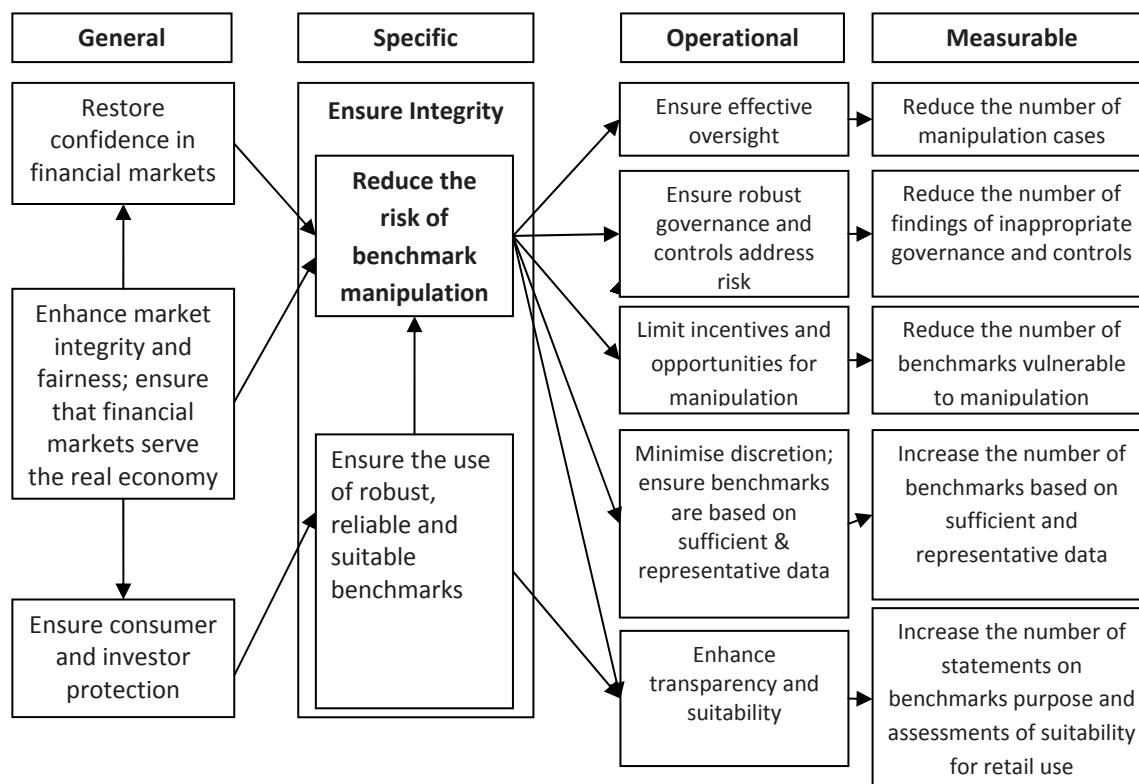 General
Specific
Operational
Measurable
Restore
confidence in
financial markets
Enhance market
integrity and
fairness; ensure
that financial
markets serve
the real economy
Ensure consumer
and investor
protection
Ensure Integrity
Reduce the
risk of
benchmark
manipulation
Ensure the use
of robust,
reliable and
suitable
benchmarks
Ensure effective
oversight
Ensure robust
governance and
controls address
risk
Limit incentives and
opportunities for
manipulation
Minimise discretion;
ensure benchmarks
are based on
sufficient &
representative data
Enhance
transparency and
suitability
Reduce the number of
manipulation cases
Reduce the number of
findings of inappropriate
governance and controls
Reduce the number of
benchmarks vulnerable
to manipulation
Increase the number of
benchmarks based on
sufficient and
representative data
Increase the number of
statements on
benchmarks purpose and
assessments of suitability
for retail use